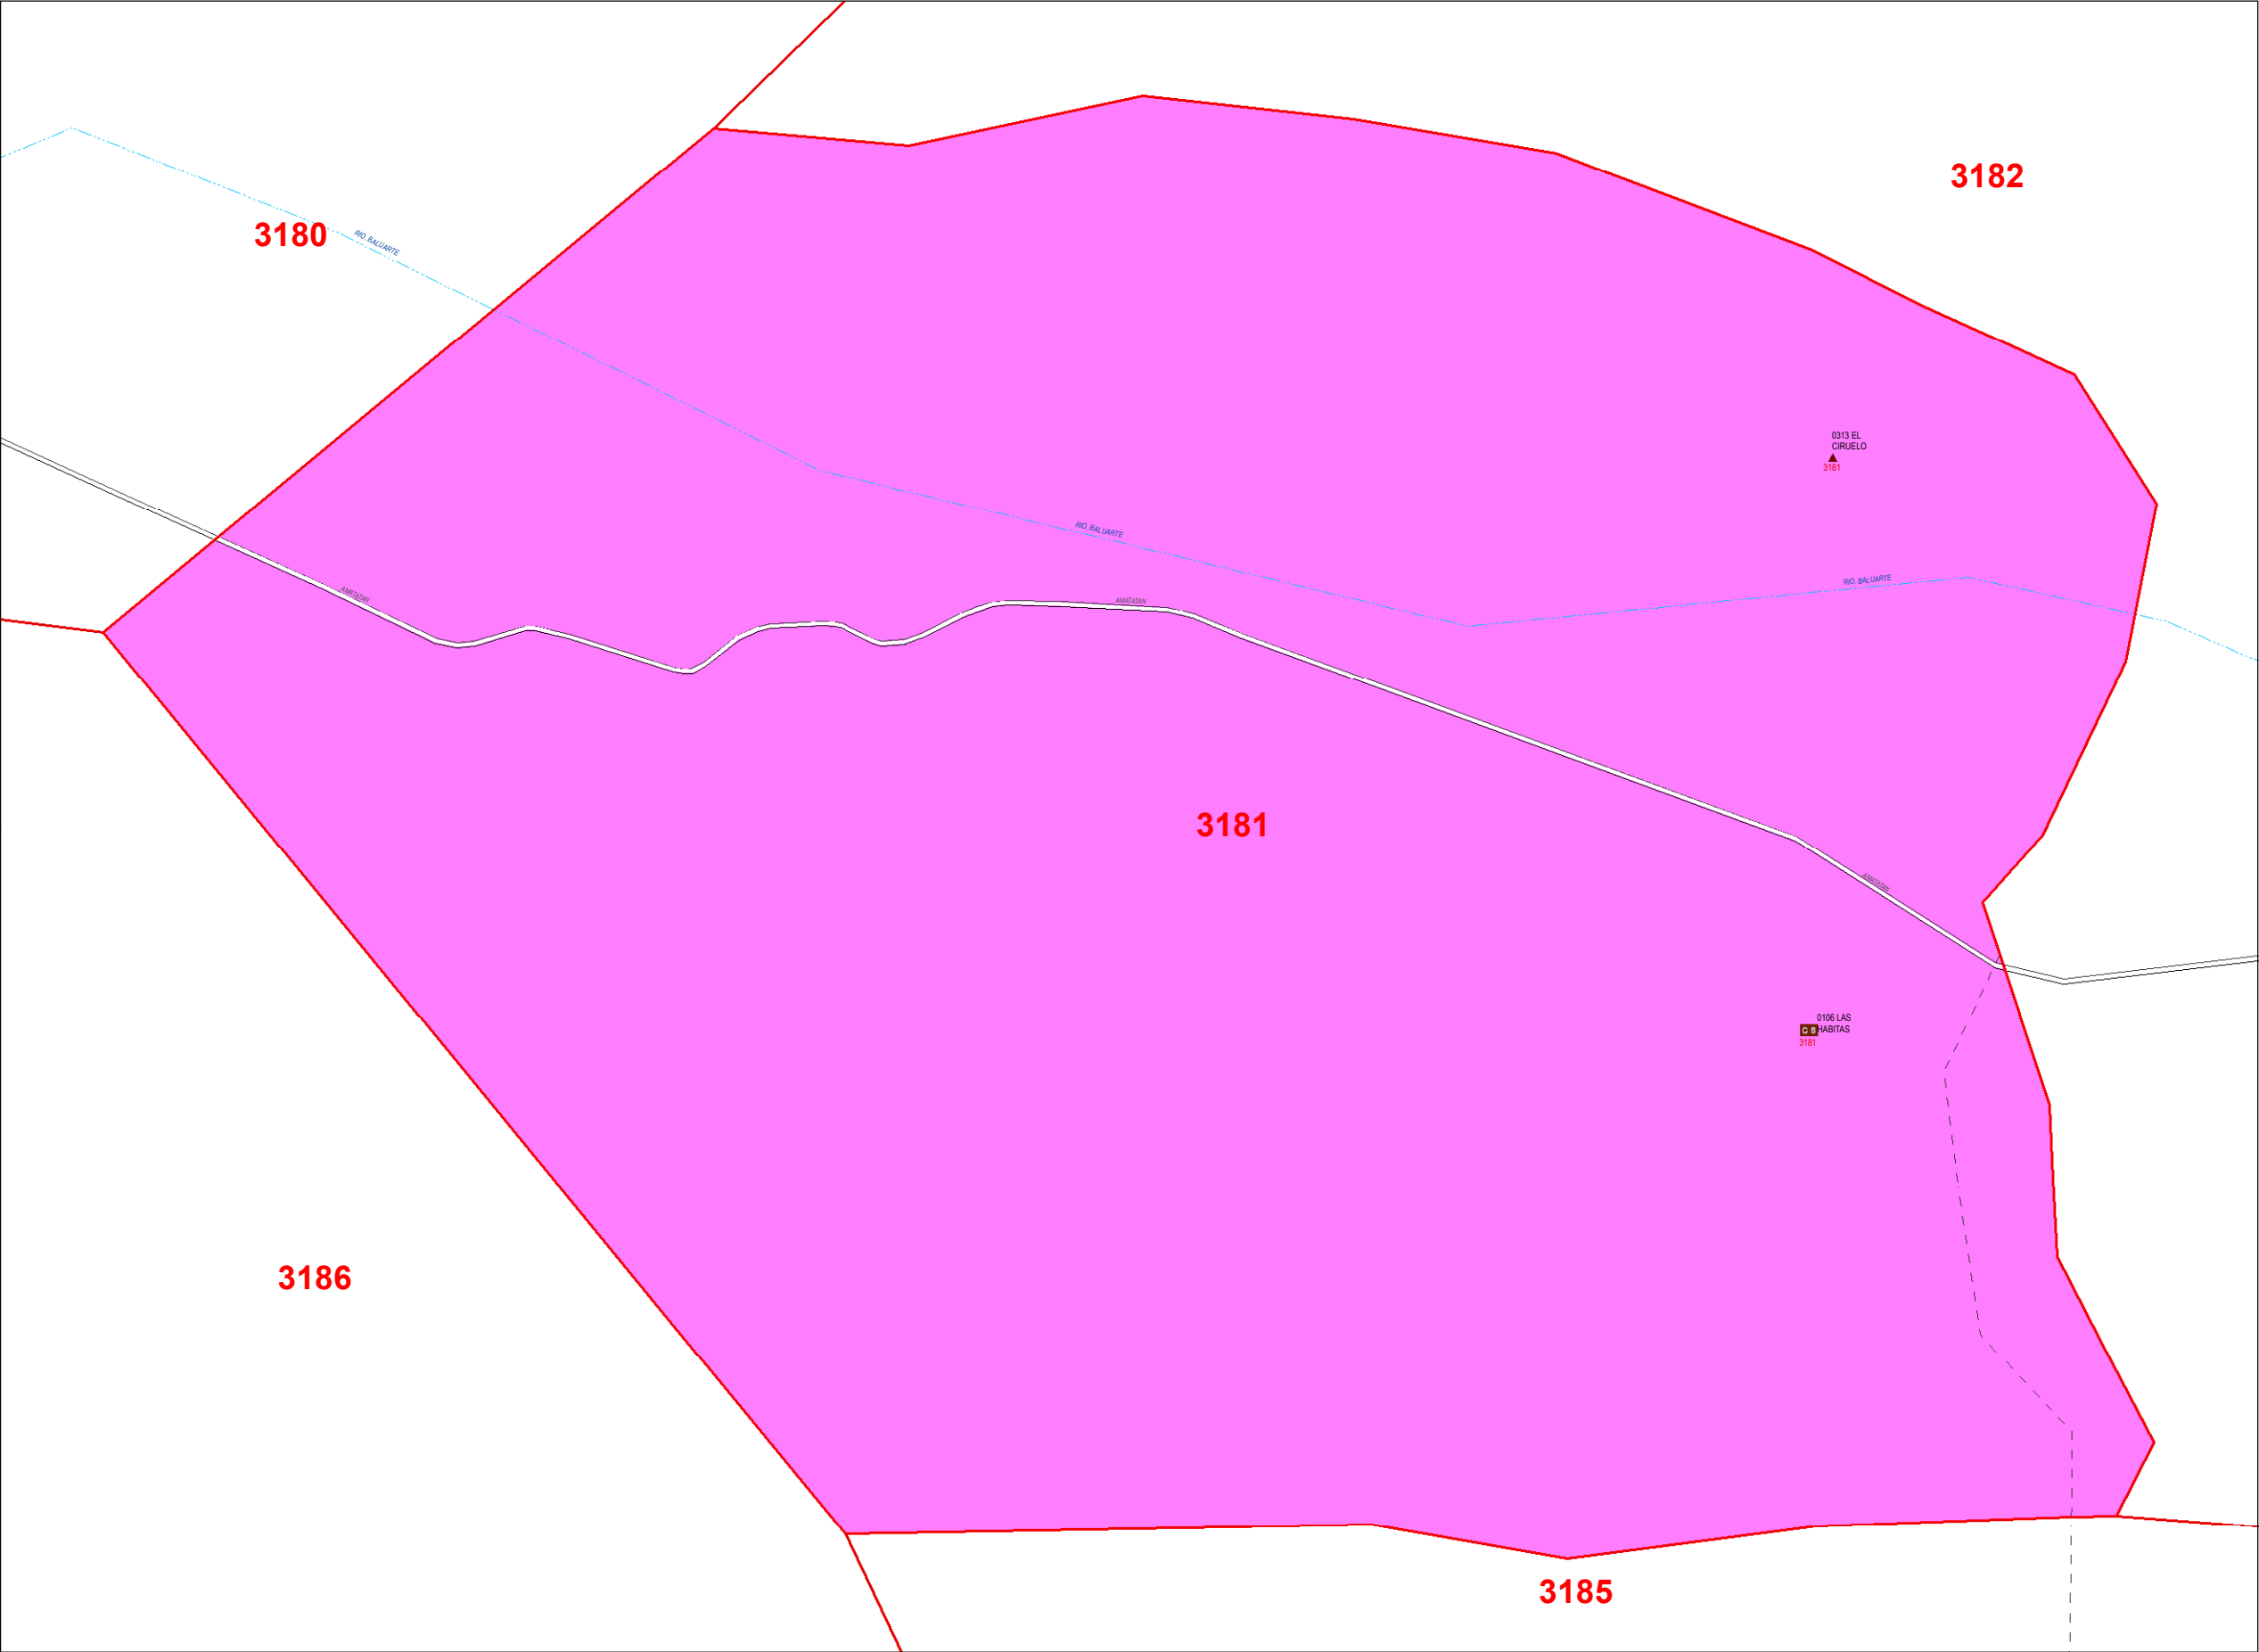 3182
3180
RIO. BALUARTE
0313 EL
CIRUELO
3181
RIO. BALUARTE
RIO. BALUARTE
AMATATAN
AMATATAN
3181
AMATATAN
0106 LAS
C S HABITAS
3181
3186
3185